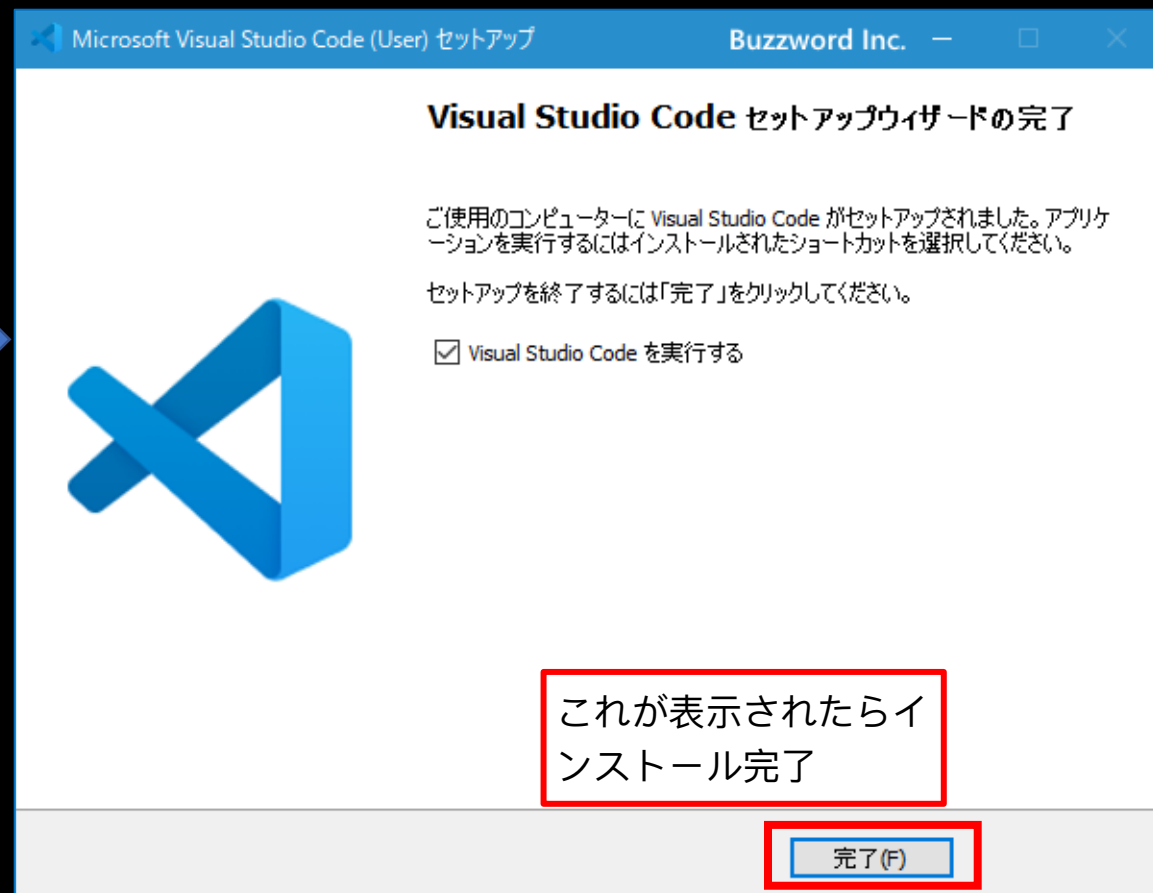 Microsoft Visual Studio Code (User) セットアップ
Buzzword Inc.
Visual Studio Code セットアップウィザードの完了
ご使用のコンピューターに Visual Studio Code がセットアップされました。アプリケ
ーションを実行するにはインストールされたショートカットを選択してください。
セットアップを終了するには「完了」をクリックしてください。
Visual Studio Code を実行する
これが表示されたらイ
ンストール完了
完了(F)